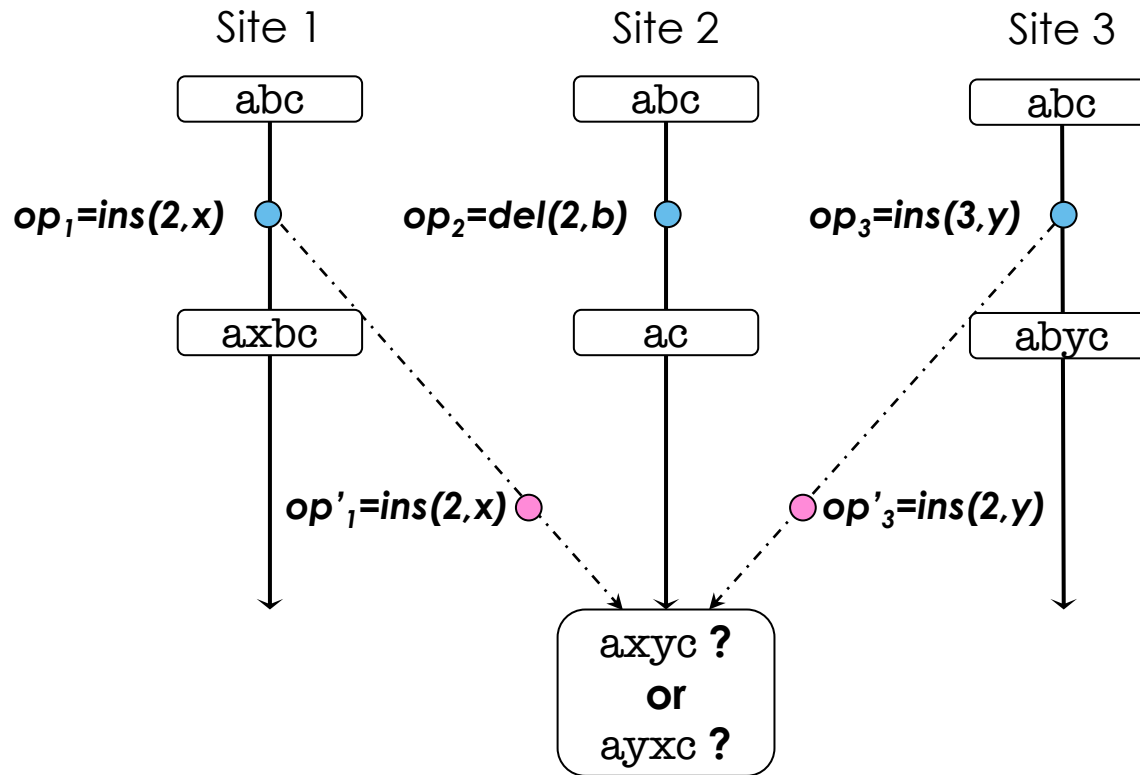 Site 1 Site 2 Site 3
abc abc abc
op1=ins(2,x) op2=del(2,b) op3=ins(3,y)
axbc ac abyc
op'1=ins(2,x) op'3=ins(2,y)
axyc ?
or
ayxc ?